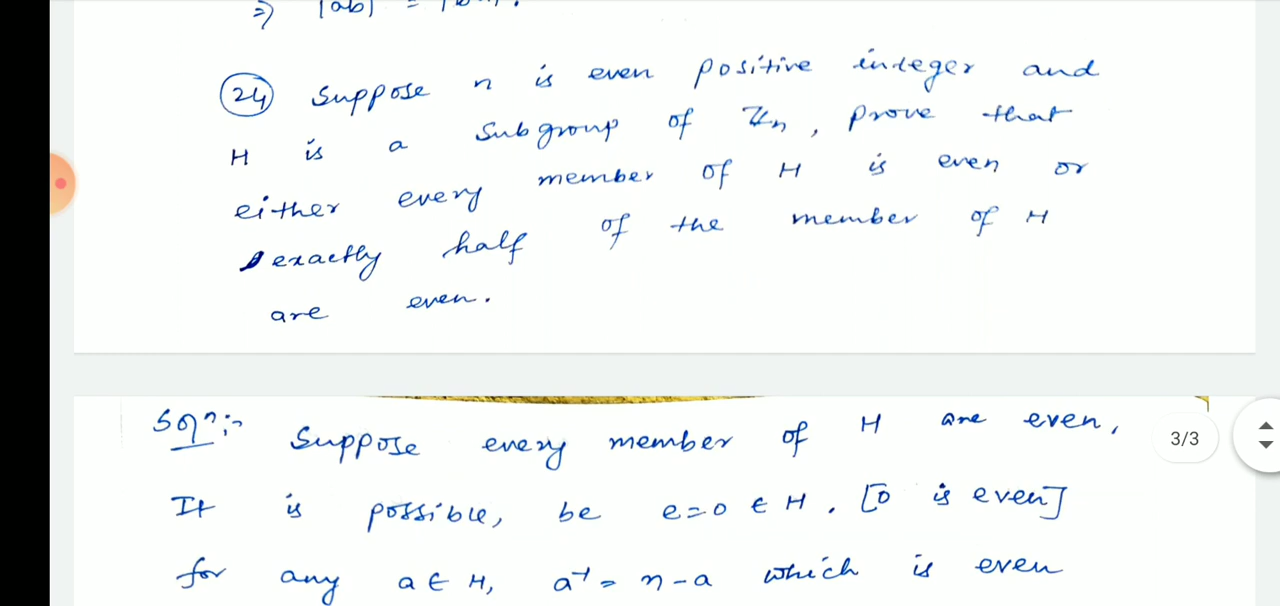 ⇒ |ab| =
(24) Suppose n is even positive integer and
H is a subgroup of Zn, prove that
either every member of H is even or
exactly half of the member of H
are even.
Soln:-
Suppose every member of H are even,
It is possible, be e=0 ∈ H. [0 is even]
for any a ∈ H, a⁻¹ = n-a which is even
3/3